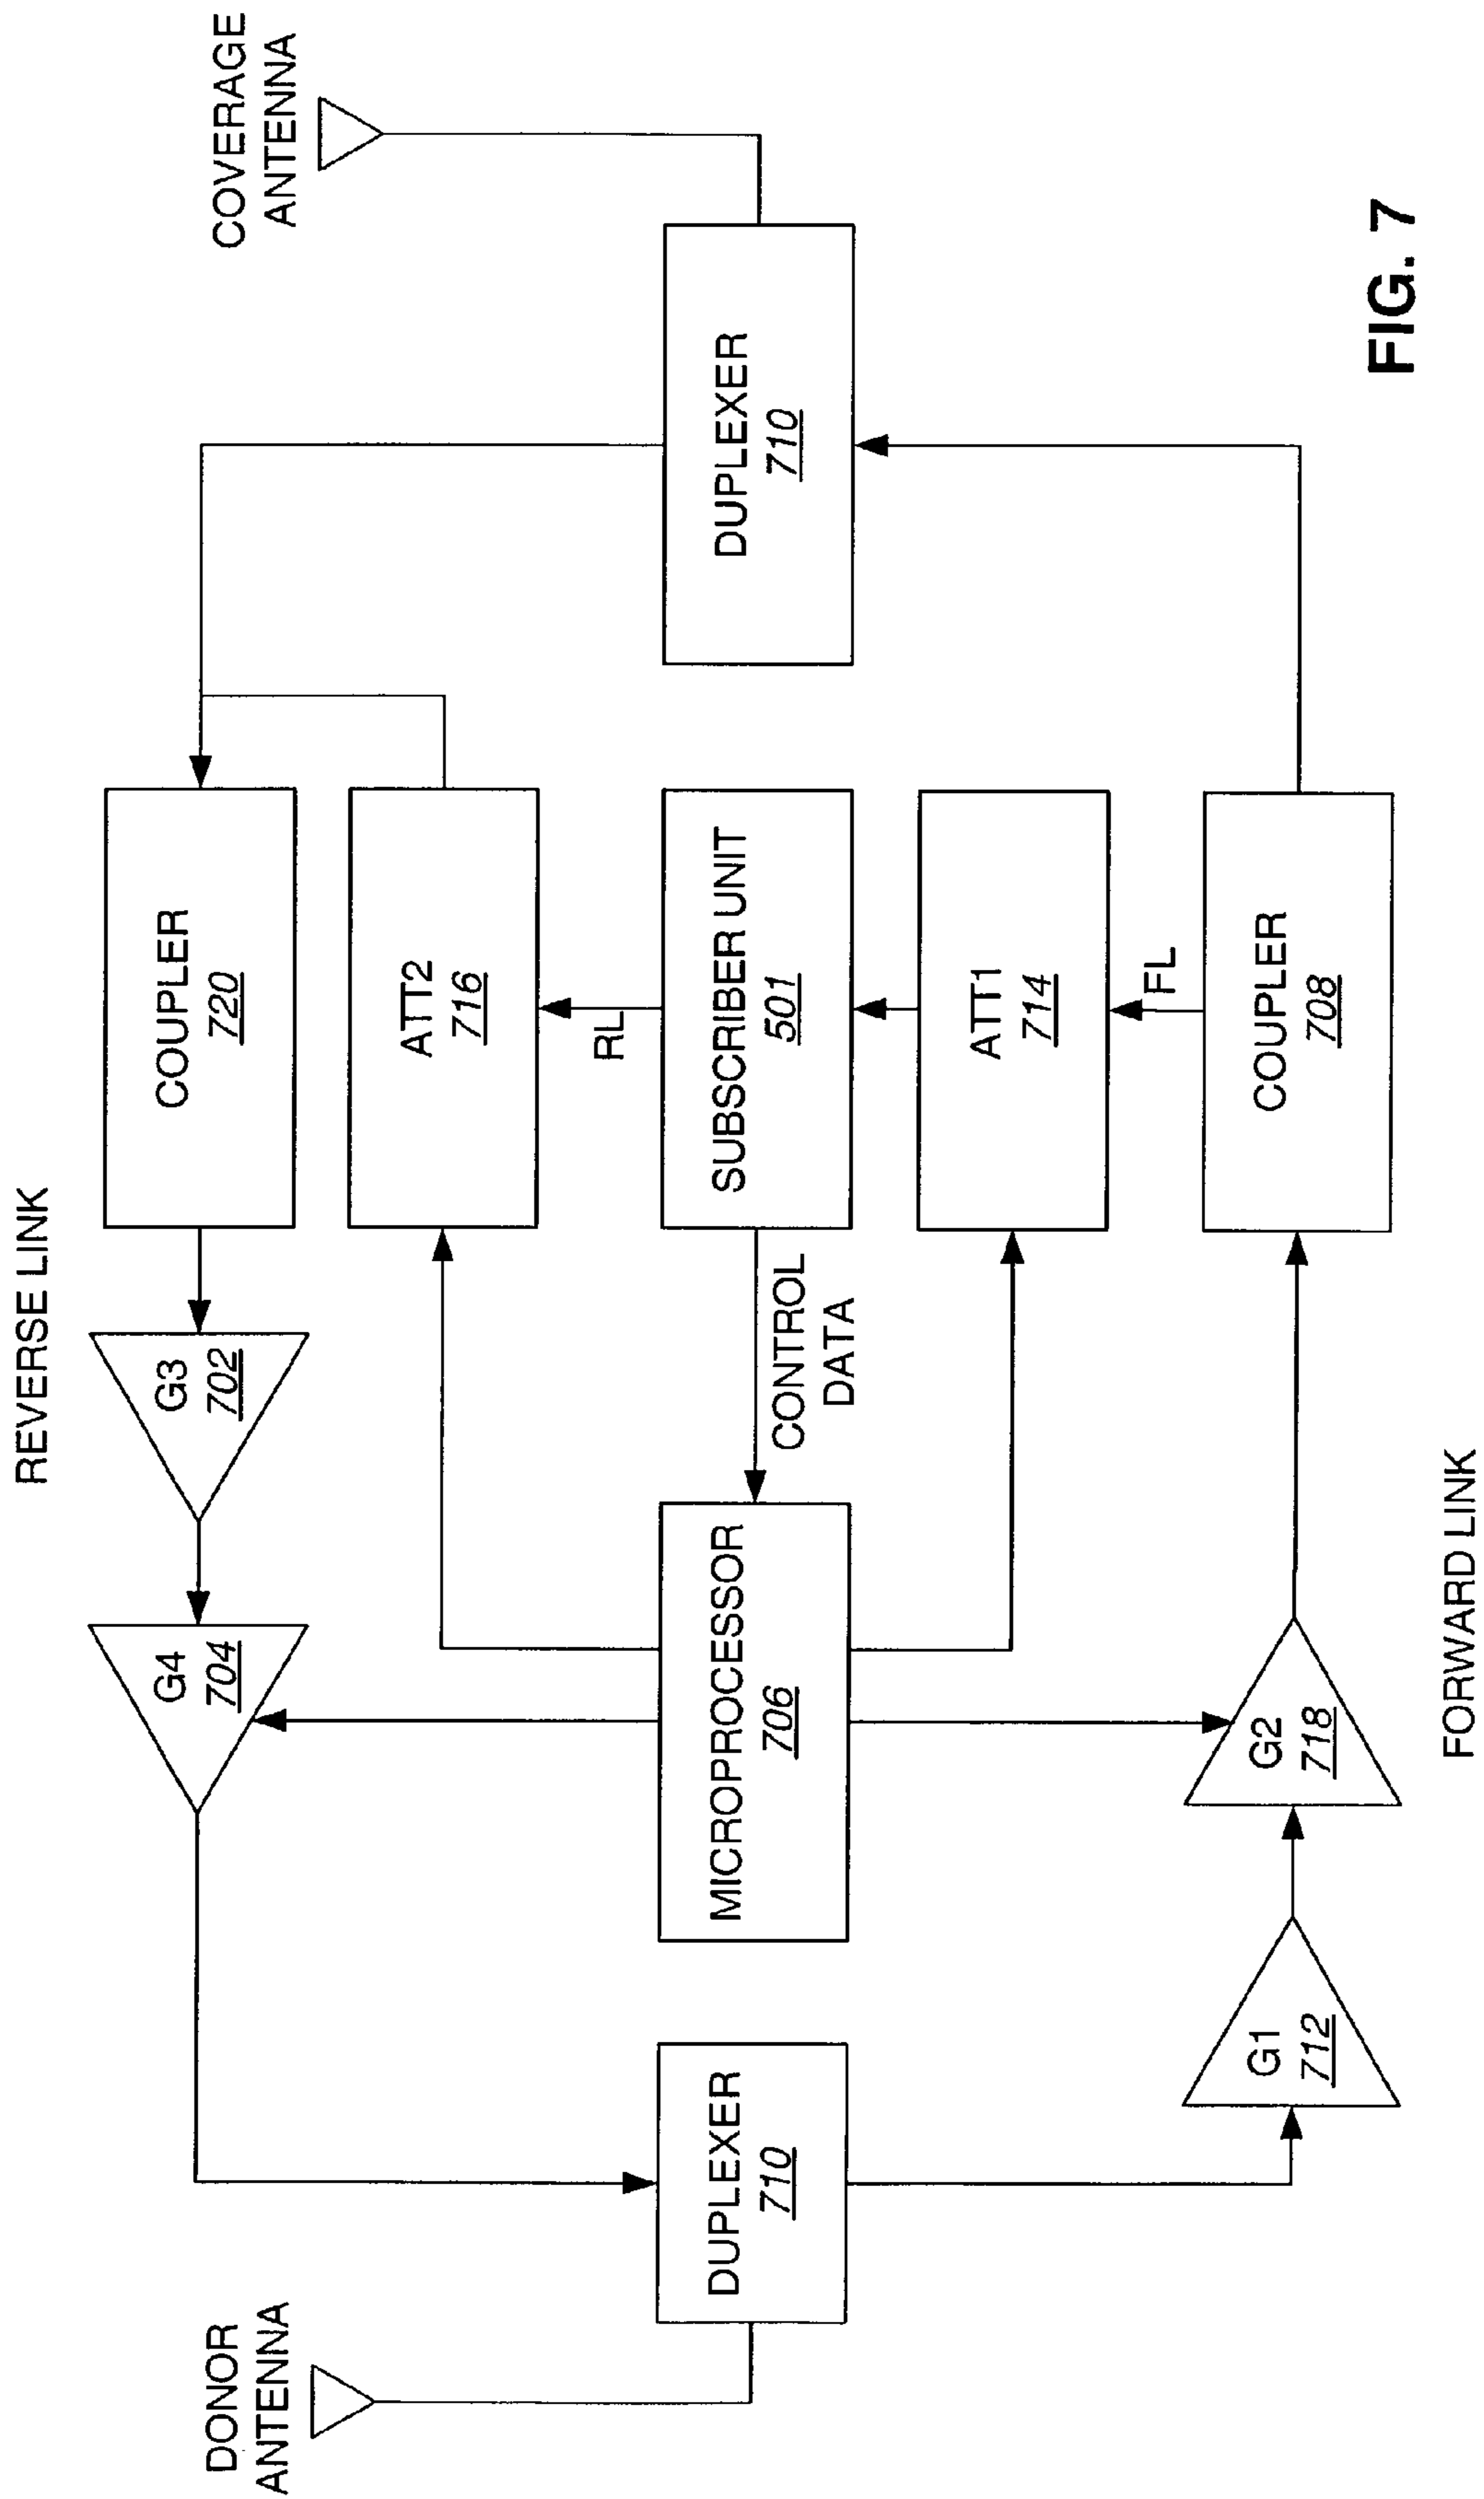 REVERSE LINK
DONOR
ANTENNA
COVERAGE
ANTENNA
G4
704
G3
702
COUPLER
720
ATT2
716
RL
DUPLEXER
710
MICROPROCESSOR
706
CONTROL
DATA
SUBSCRIBER UNIT
501
DUPLEXER
710
ATT1
714
FL
G1
712
G2
718
COUPLER
708
FORWARD LINK
FIG. 7